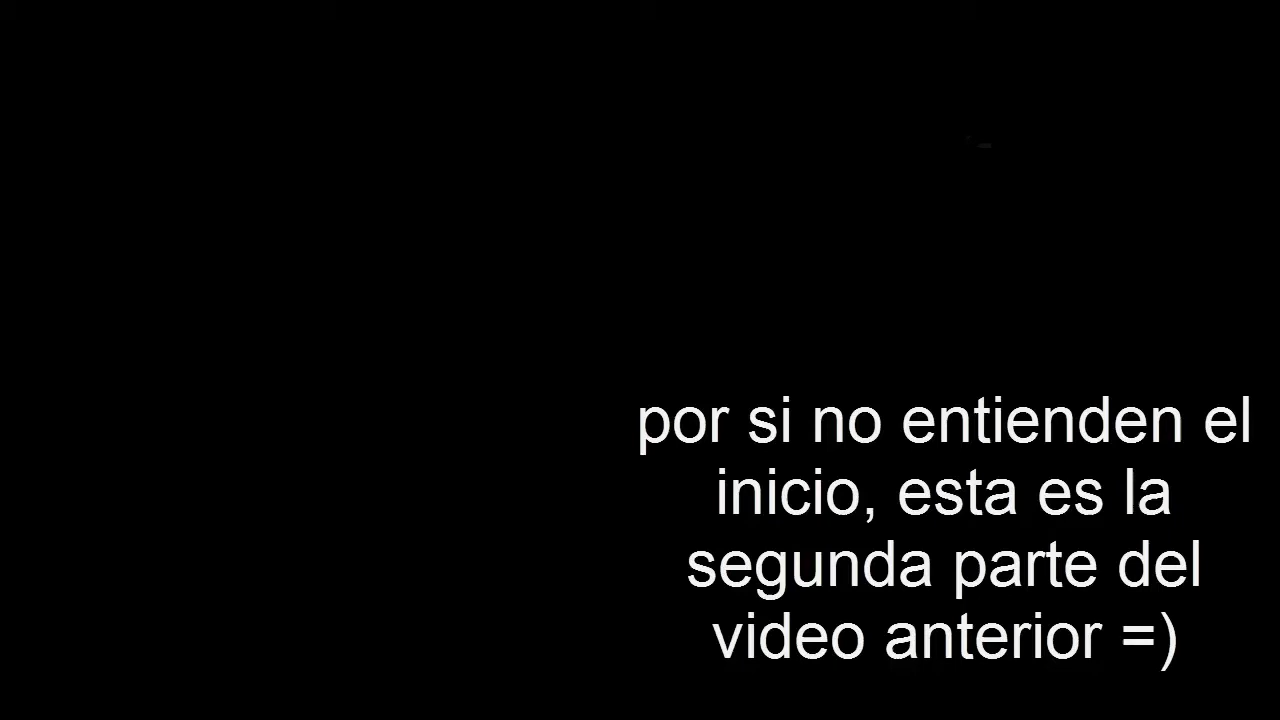 por si no entienden el
inicio, esta es la
segunda parte del
video anterior =)